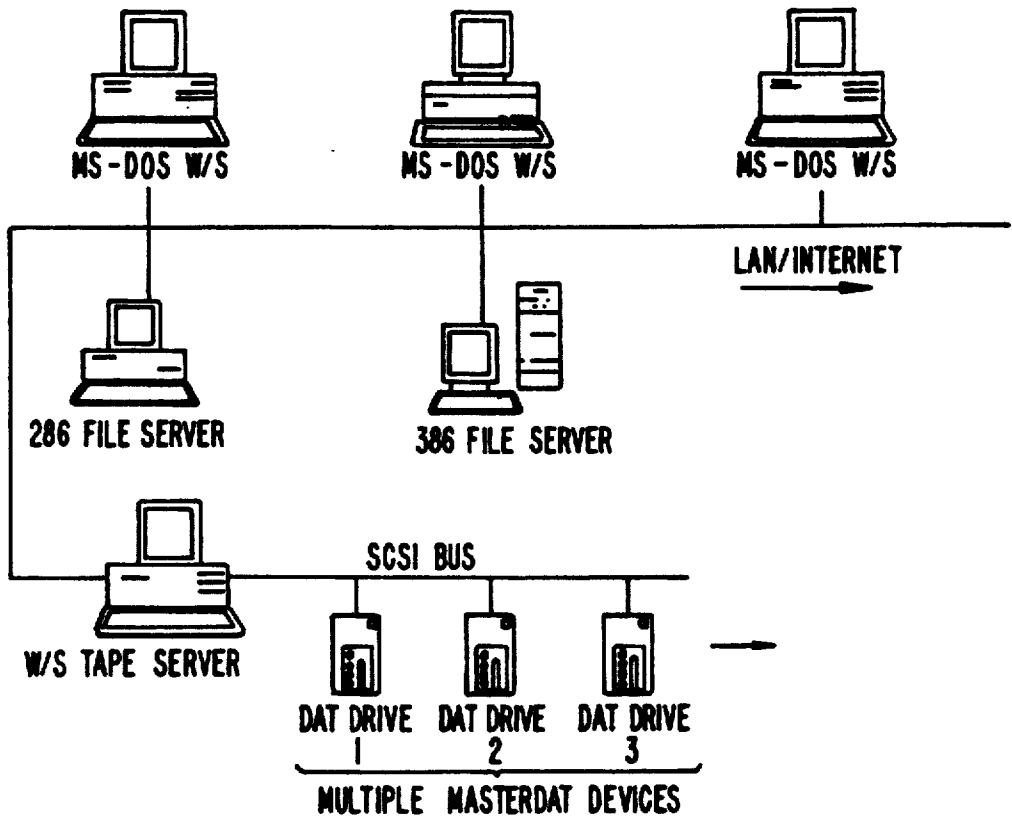 MS-DOS W/S
MS-DOS W/S
MS-DOS W/S
LAN/INTERNET
286 FILE SERVER
386 FILE SERVER
SCSI BUS
W/S TAPE SERVER
DAT DRIVE
1
DAT DRIVE
2
DAT DRIVE
3
MULTIPLE MASTERDAT DEVICES